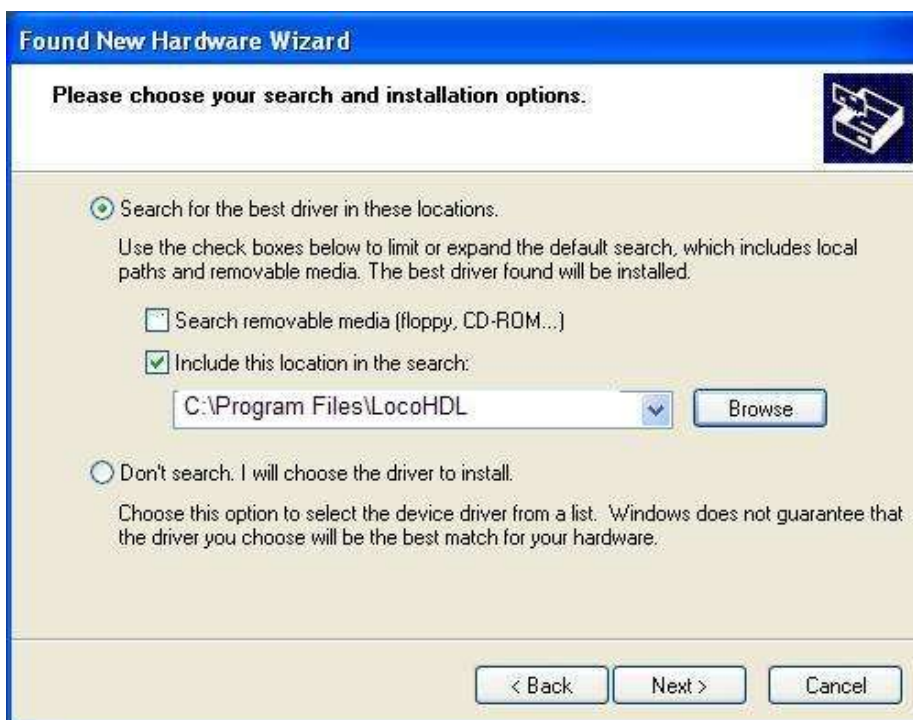 Found New Hardware Wizard
Please choose your search and installation options.
Search for the best driver in these locations.
Use the check boxes below to limit or expand the default search, which includes local
paths and removable media. The best driver found will be installed.
Search removable media (floppy, CD-ROM...)
Include this location in the search:
C:\Program Files\LocoHDL
Browse
Don't search. I will choose the driver to install.
Choose this option to select the device driver from a list. Windows does not guarantee that
the driver you choose will be the best match for your hardware.
< Back Next > Cancel